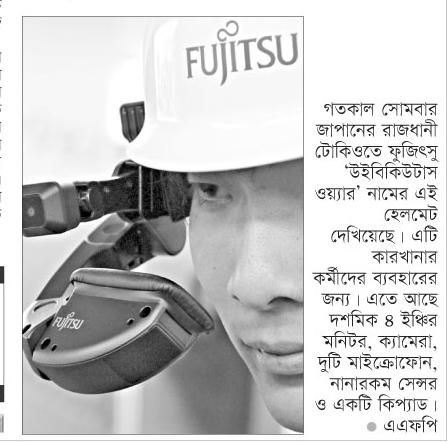 FUJITSU
FUJITSU
গতকাল সোমবার
জাপানের রাজধানী
টোকিওতে ফুজিৎসু
‘উইবিকিউটাস
ওয়্যার’ নামের এই
হেলমেট
দেখিয়েছে। এটি
কারখানার
কর্মীদের ব্যবহারের
জন্য। এতে আছে
দশমিক ৪ ইঞ্চির
মনিটর, ক্যামেরা,
দুটি মাইক্রোফোন,
নানারকম সেন্সর
ও একটি কিপ্যাড।
● এএফপি